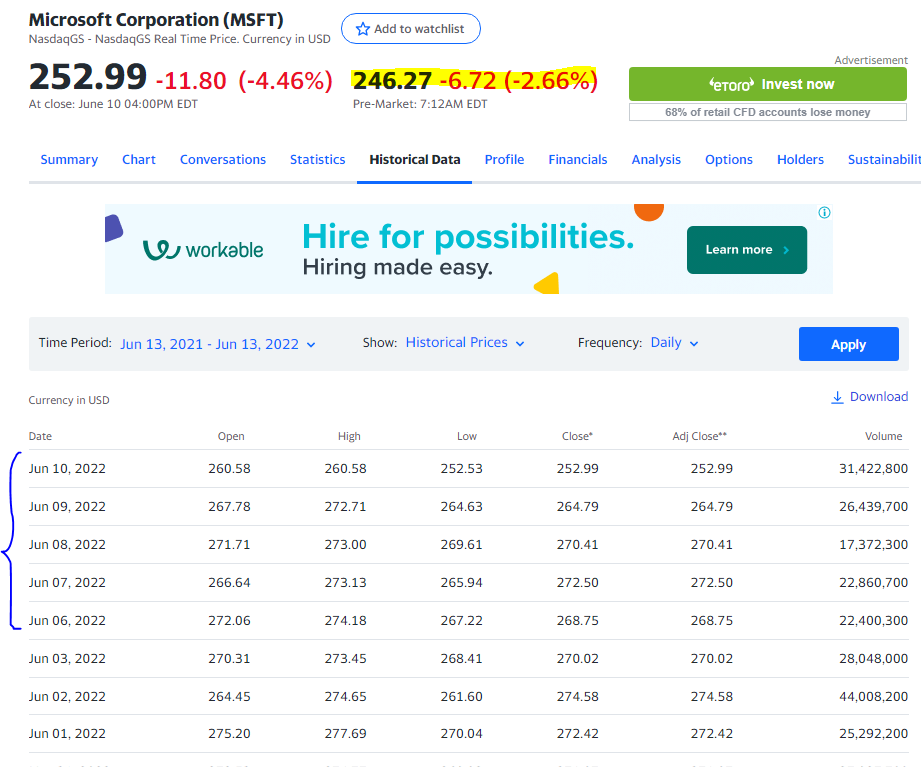 Microsoft Corporation (MSFT)
NasdaqGS - NasdaqGS Real Time Price. Currency in USD
Add to watchlist
252.99 -11.80 (-4.46%)
At close: June 10 04:00PM EDT
246.27 -6.72 (-2.66%)
Pre-Market: 7:12AM EDT
Advertisement
eToro Invest now
68% of retail CFD accounts lose money
Summary Chart Conversations Statistics Historical Data Profile Financials Analysis Options Holders Sustainabilit
workable
Hire for possibilities.
Hiring made easy.
Learn more
Time Period: Jun 13, 2021 - Jun 13, 2022 Show: Historical Prices Frequency: Daily Apply
Currency in USD Download
Date Open High Low Close* Adj Close** Volume
Jun 10, 2022 260.58 260.58 252.53 252.99 252.99 31,422,800
Jun 09, 2022 267.78 272.71 264.63 264.79 264.79 26,439,700
Jun 08, 2022 271.71 273.00 269.61 270.41 270.41 17,372,300
Jun 07, 2022 266.64 273.13 265.94 272.50 272.50 22,860,700
Jun 06, 2022 272.06 274.18 267.22 268.75 268.75 22,400,300
Jun 03, 2022 270.31 273.45 268.41 270.02 270.02 28,048,000
Jun 02, 2022 264.45 274.65 261.60 274.58 274.58 44,008,200
Jun 01, 2022 275.20 277.69 270.04 272.42 272.42 25,292,200